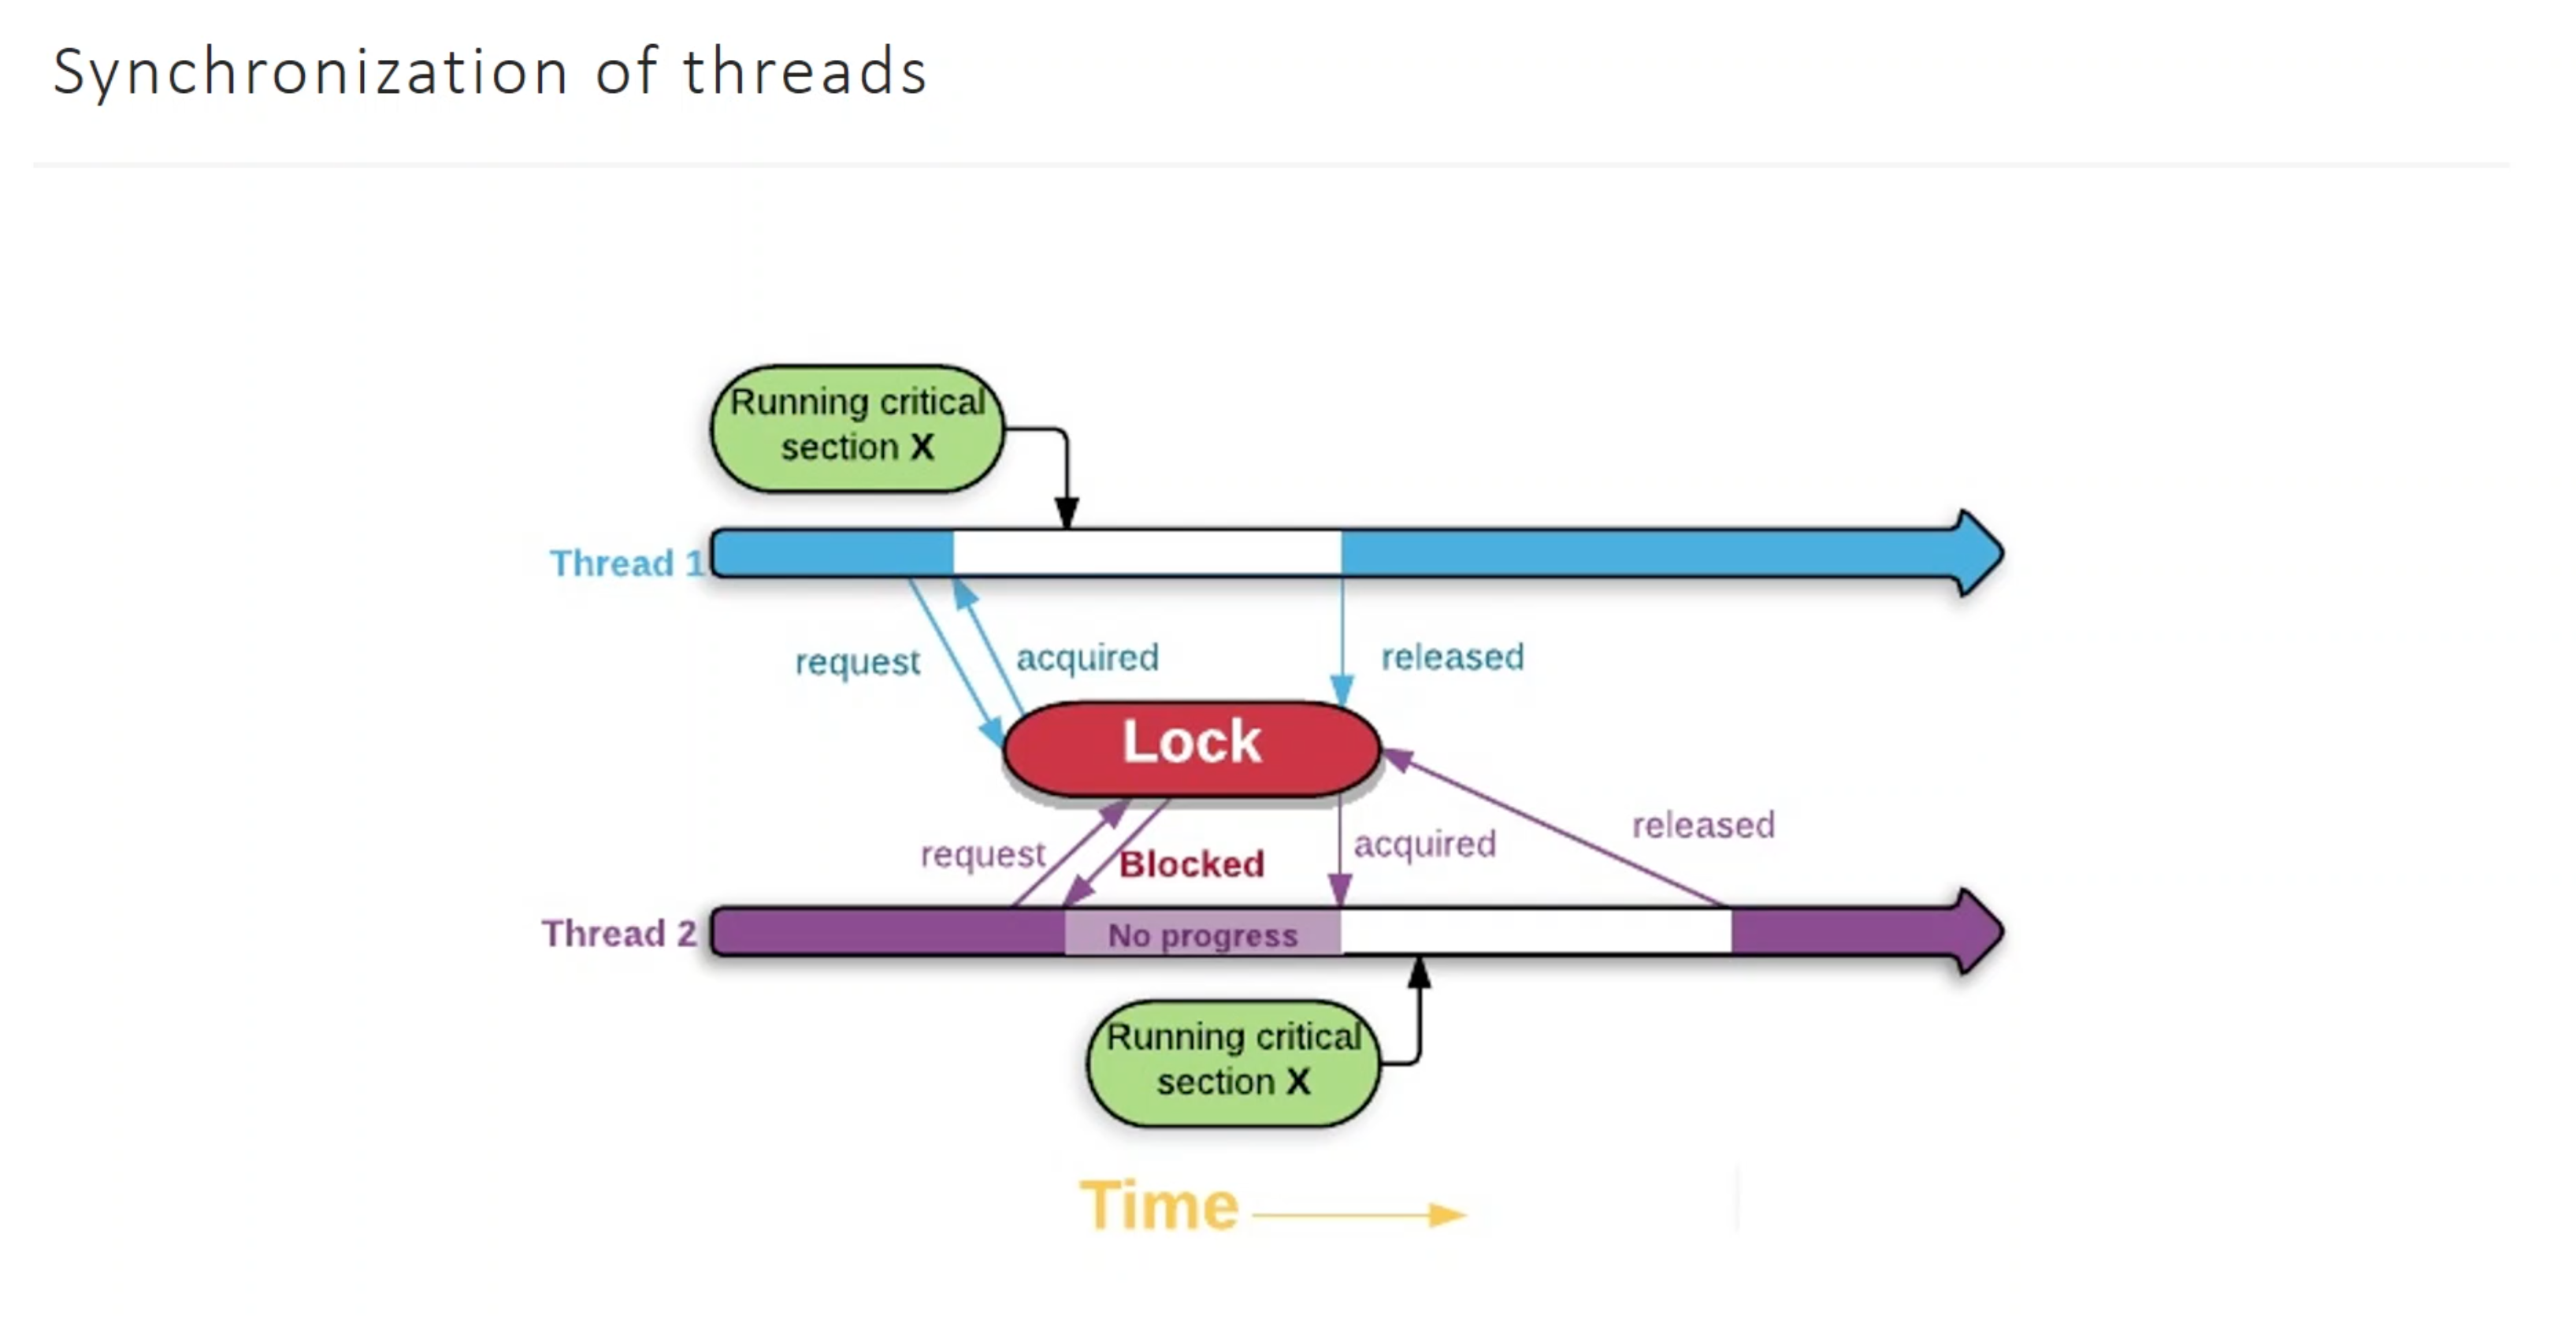 Synchronization of threads
Running critical
section X
Thread 1
request
acquired
released
Lock
request
Blocked
acquired
released
Thread 2
No progress
Running critical
section X
Time